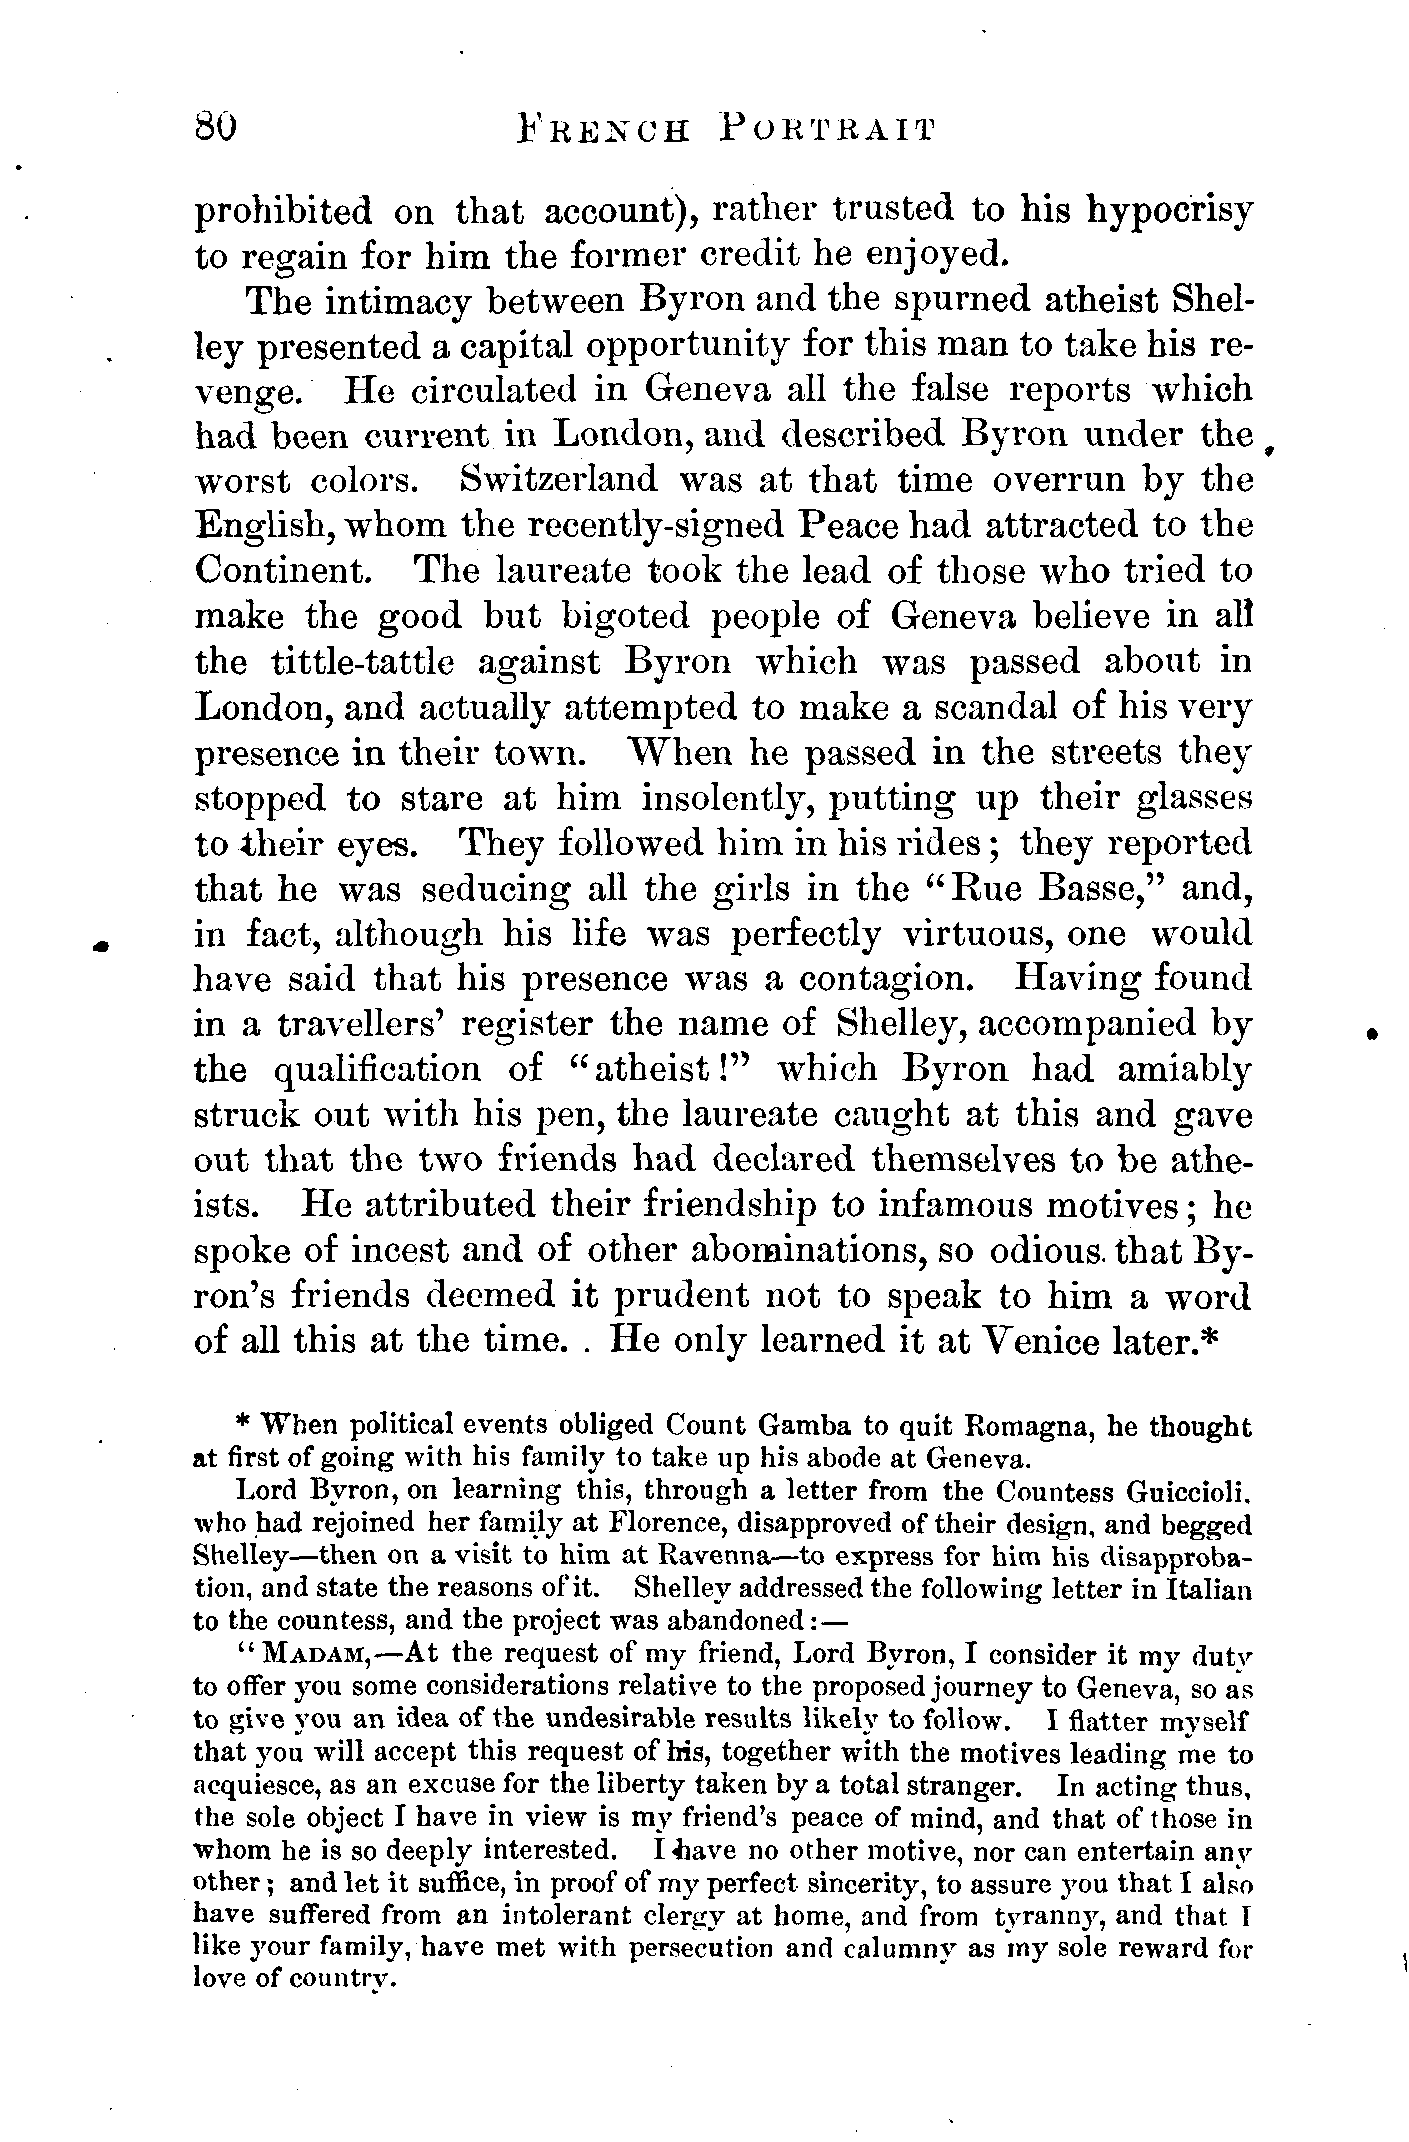 80 FRENCH PORTRAIT
prohibited on that account), rather trusted to his hypocrisy
to regain for him the former credit he enjoyed.
The intimacy between Byron and the spurned atheist Shel-
ley presented a capital opportunity for this man to take his re-
venge. He circulated in Geneva all the false reports which
had been current in London, and described Byron under the
worst colors. Switzerland was at that time overrun by the
English, whom the recently-signed Peace had attracted to the
Continent. The laureate took the lead of those who tried to
make the good but bigoted people of Geneva believe in all
the tittle-tattle against Byron which was passed about in
London, and actually attempted to make a scandal of his very
presence in their town. When he passed in the streets they
stopped to stare at him insolently, putting up their glasses
to their eyes. They followed him in his rides; they reported
that he was seducing all the girls in the "Rue Basse," and,
in fact, although his life was perfectly virtuous, one would
have said that his presence was a contagion. Having found
in a travellers' register the name of Shelley, accompanied by
the qualification of "atheist!" which Byron had amiably
struck out with his pen, the laureate caught at this and gave
out that the two friends had declared themselves to be athe-
ists. He attributed their friendship to infamous motives; he
spoke of incest and of other abominations, so odious. that By-
ron's friends deemed it prudent not to speak to him a word
of all this at the time. . He only learned it at Venice later.*
* When political events obliged Count Gamba to quit Romagna, he thought
at first of going with his family to take up his abode at Geneva.
Lord Byron, on learning this, through a letter from the Countess Guiccioli.
who had rejoined her family at Florence, disapproved of their design, and begged
Shelley—then on a visit to him at Ravenna—to express for him his disapproba-
tion, and state the reasons of it. Shelley addressed the following letter in Italian
to the countess, and the project was abandoned:—
"MADAM,—At the request of my friend, Lord Byron, I consider it my duty
to offer you some considerations relative to the proposed journey to Geneva, so as
to give you an idea of the undesirable results likely to follow. I flatter myself
that you will accept this request of his, together with the motives leading me to
acquiesce, as an excuse for the liberty taken by a total stranger. In acting thus,
the sole object I have in view is my friend's peace of mind, and that of those in
whom he is so deeply interested. I have no other motive, nor can entertain any
other; and let it suffice, in proof of my perfect sincerity, to assure you that I also
have suffered from an intolerant clergy at home, and from tyranny, and that I
like your family, have met with persecution and calumny as my sole reward for
love of country.